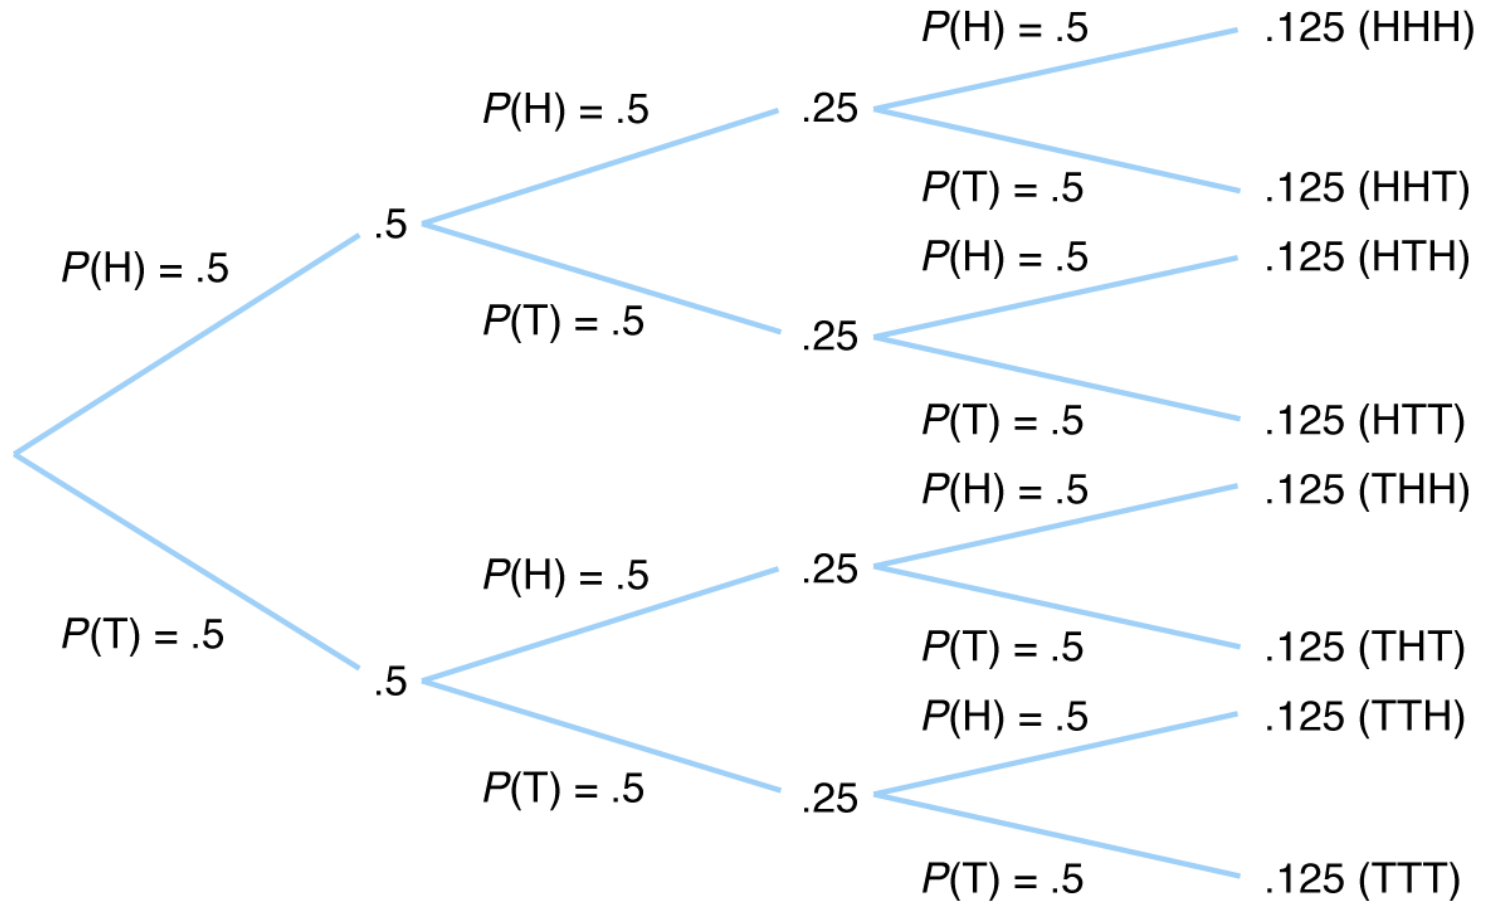 P(H) = .5 .125 (HHH)
P(H) = .5 .25
P(T) = .5 .125 (HHT)
.5
P(H) = .5 .125 (HTH)
P(H) = .5
P(T) = .5 .25
P(T) = .5 .125 (HTT)
P(H) = .5 .125 (THH)
P(H) = .5 .25
P(T) = .5
P(T) = .5 .125 (THT)
.5
P(H) = .5 .125 (TTH)
P(T) = .5 .25
P(T) = .5 .125 (TTT)